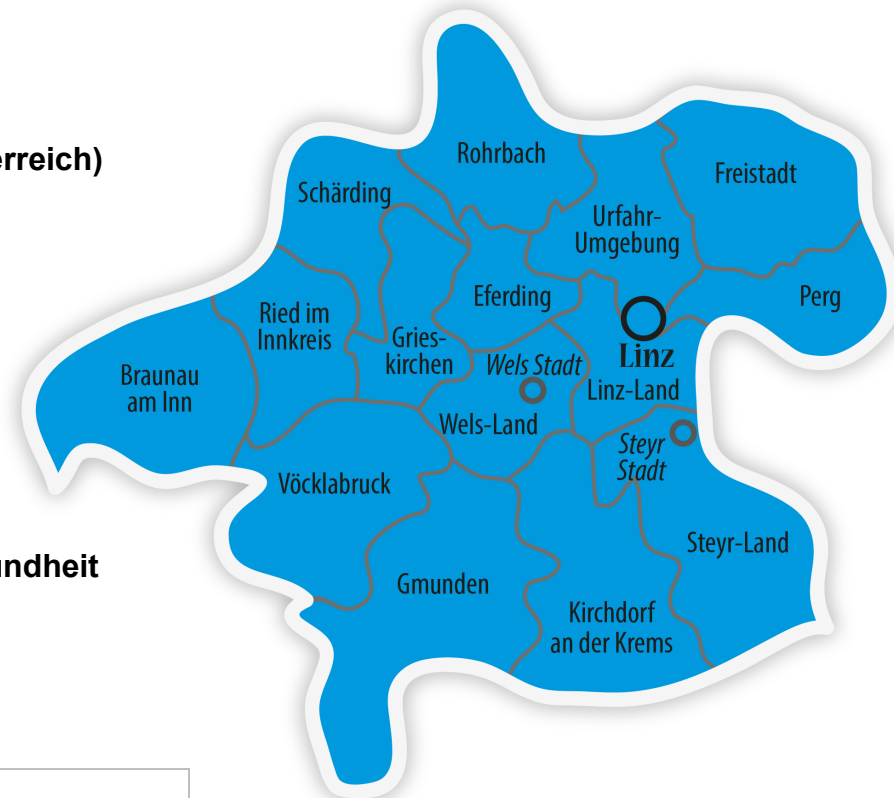 erreich)
undheit
Rohrbach
Freistadt
Schärding
Urfahr-
Umgebung
Eferding
Perg
Ried im
Innkreis
Gries-
kirchen
Linz
Wels Stadt
Braunau
am Inn
Linz-Land
Wels-Land
Steyr
Stadt
Vöcklabruck
Steyr-Land
Gmunden
Kirchdorf
an der Krems